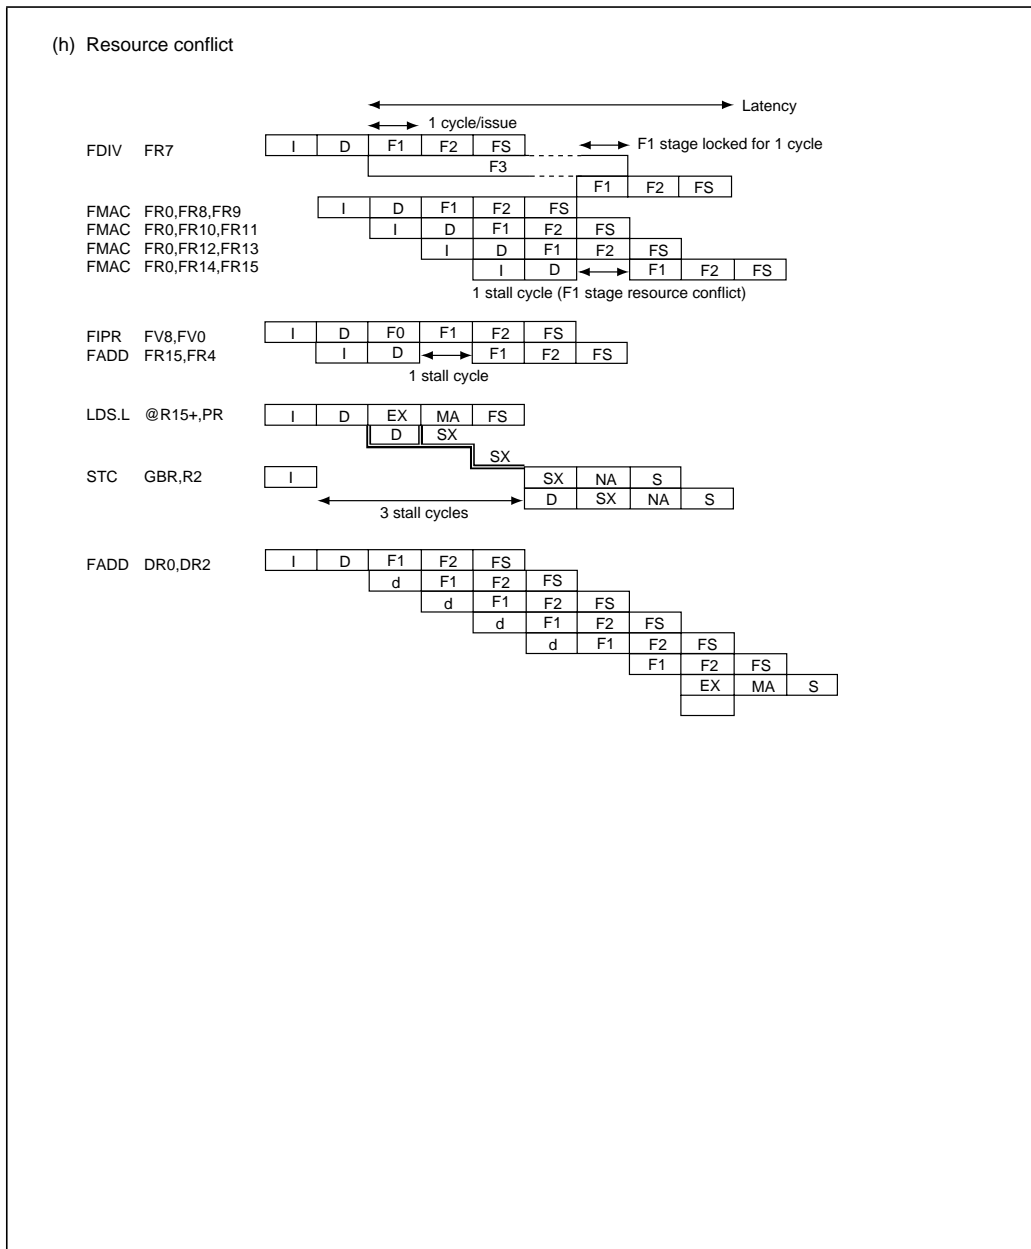 (h) Resource conflict
Latency
1 cycle/issue
F1 stage locked for 1 cycle
FDIV FR7 I D F1 F2 FS
F3
F1 F2 FS
FMAC FR0,FR8,FR9 I D F1 F2 FS
FMAC FR0,FR10,FR11 I D F1 F2 FS
FMAC FR0,FR12,FR13 I D F1 F2 FS
FMAC FR0,FR14,FR15 I D F1 F2 FS
1 stall cycle (F1 stage resource conflict)
FIPR FV8,FV0 I D F0 F1 F2 FS
FADD FR15,FR4 I D F1 F2 FS
1 stall cycle
LDS.L @R15+,PR I D EX MA FS
D SX
SX
STC GBR,R2 I SX NA S
3 stall cycles D SX NA S
FADD DR0,DR2 I D F1 F2 FS
d F1 F2 FS
d F1 F2 FS
d F1 F2 FS
d F1 F2 FS
F1 F2 FS
EX MA S